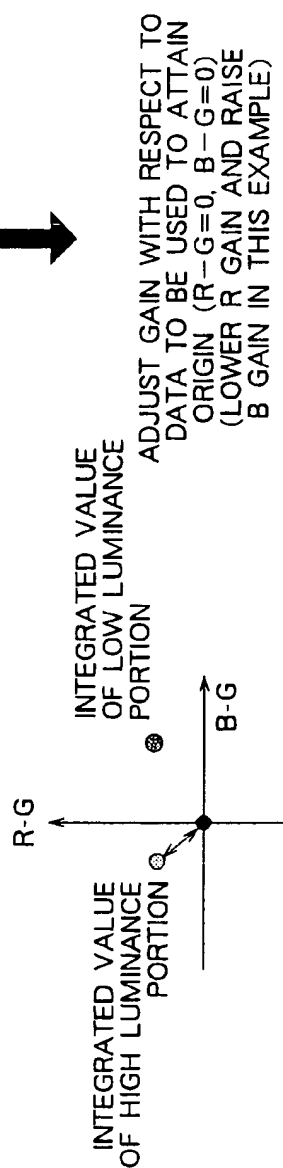 R-G
INTEGRATED VALUE
OF HIGH LUMINANCE
PORTION
INTEGRATED VALUE
OF LOW LUMINANCE
PORTION
B-G
ADJUST GAIN WITH RESPECT TO
DATA TO BE USED TO ATTAIN
ORIGIN (R−G=0, B−G=0)
(LOWER R GAIN AND RAISE
B GAIN IN THIS EXAMPLE)